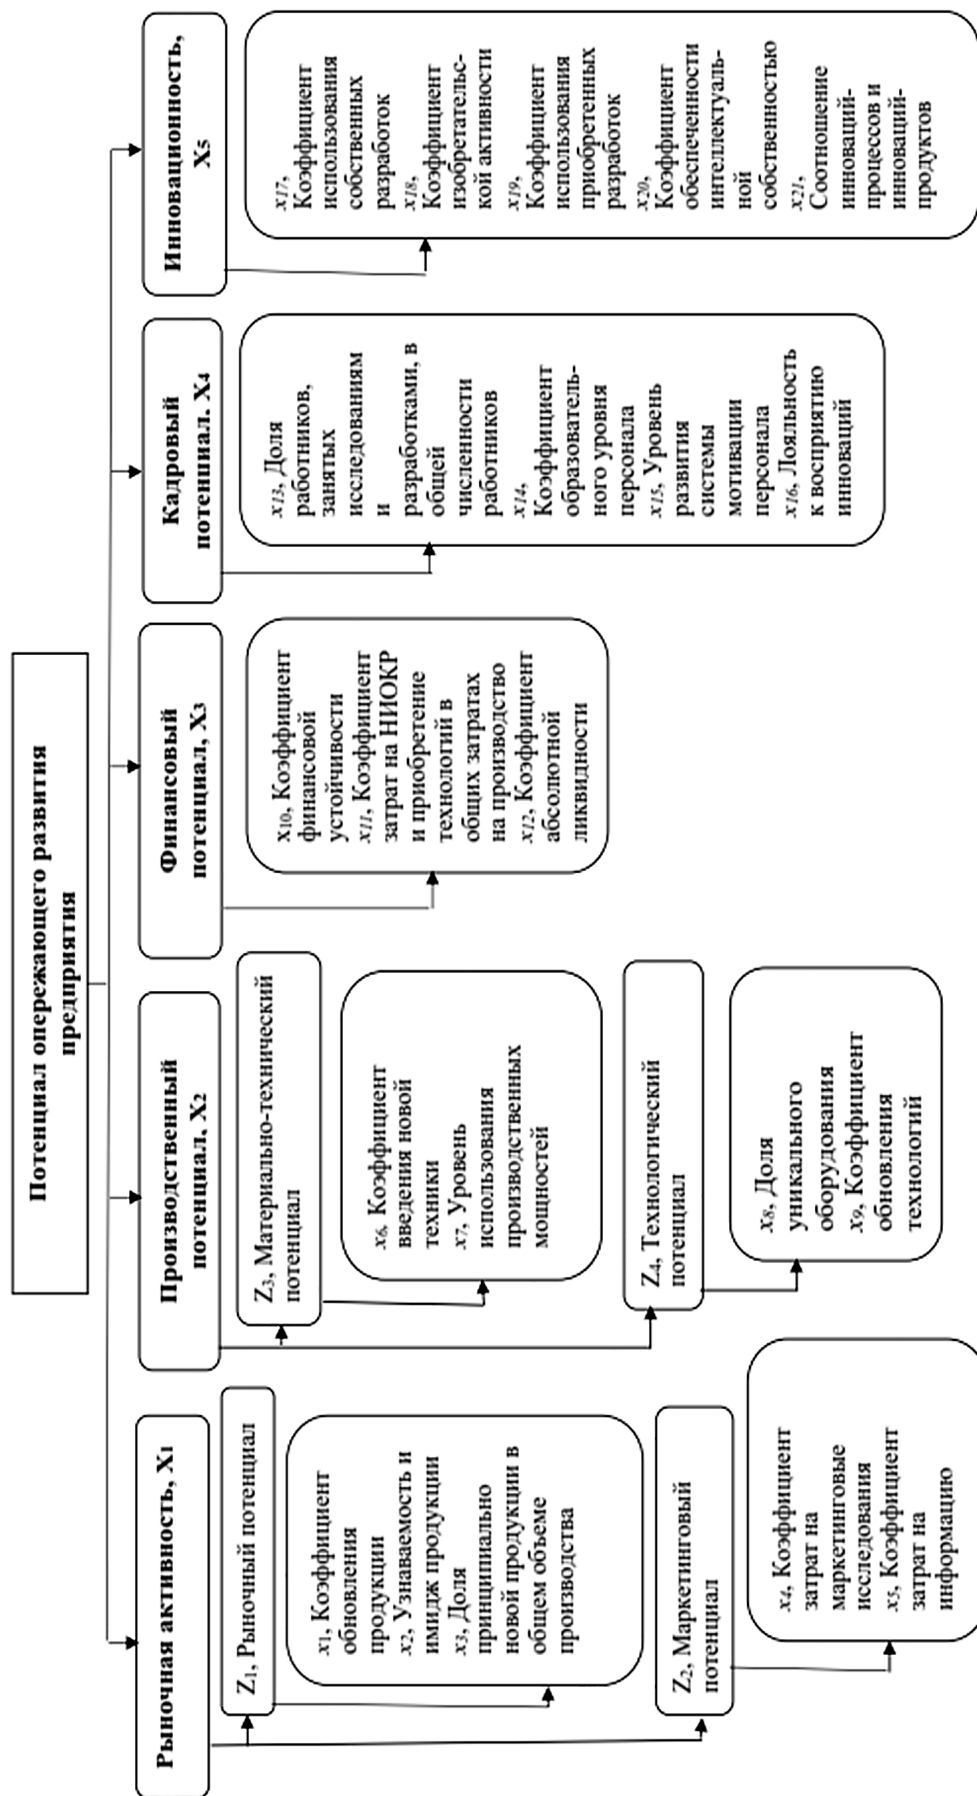 Потенциал опережающего развития
предприятия
Рыночная активность, X1
Z1, Рыночный потенциал
x1, Коэффициент
обновления
продукции
x2, Узнаваемость и
имидж продукции
x3, Доля
принципиально
новой продукции в
общем объеме
производства
Z2, Маркетинговый
потенциал
x4, Коэффициент
затрат на
маркетинговые
исследования
x5, Коэффициент
затрат на
информацию
Производственный
потенциал. X2
Z3, Материально-технический
потенциал
x6, Коэффициент
введения новой
техники
x7, Уровень
использования
производственных
мощностей
Z4, Технологический
потенциал
x8, Доля
уникального
оборудования
x9, Коэффициент
обновления
технологий
Финансовый
потенциал, X3
x10, Коэффициент
финансовой
устойчивости
x11, Коэффициент
затрат на НИОКР
и приобретение
технологий в
общих затратах
на производство
x12, Коэффициент
абсолютной
ликвидности
Кадровый
потенциал. X4
x13, Доля
работников,
занятых
исследованиям
и
разработками, в
общей
численности
работников
x14,
Коэффициент
образователь-
ного уровня
персонала
x15, Уровень
развития
системы
мотивации
персонала
x16, Лояльность
к восприятию
инноваций
Инновационность,
X5
x17,
Коэффициент
использования
собственных
разработок
x18,
Коэффициент
изобретательс-
кой активности
x19,
Коэффициент
использования
приобретенных
разработок
x20,
Коэффициент
обеспеченности
интеллектуаль-
ной
собственностью
x21,
Соотношение
инноваций-
процессов и
инноваций-
продуктов